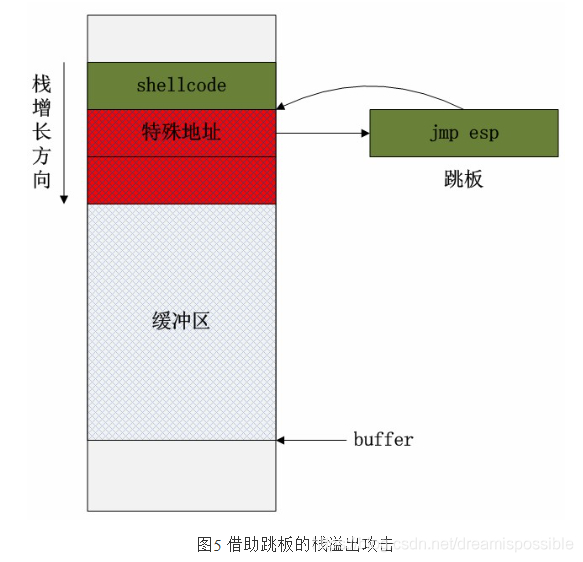 栈增长方向
shellcode
特殊地址
jmp esp
跳板
缓冲区
buffer
图5 借助跳板的栈溢出攻击
csdn.net/dreamispossible